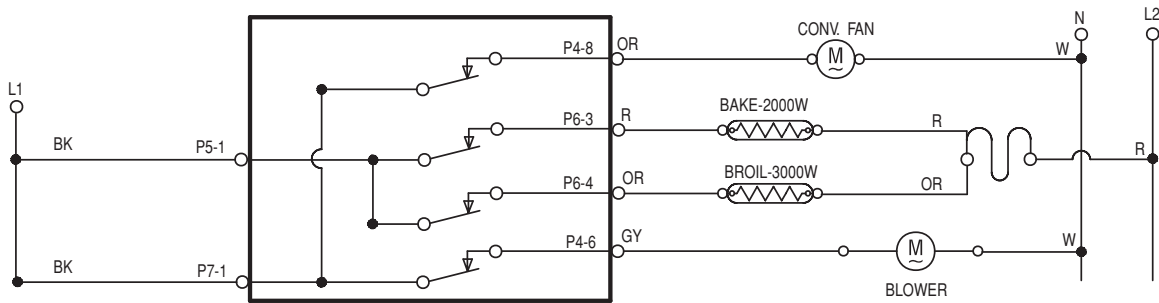 L2
N
CONV. FAN
P4-8 OR
W
M
~
L1
BAKE-2000W
P6-3 R
R
BK
P5-1
R
BROIL-3000W
P6-4 OR
OR
P4-6 GY
W
M
~
BK
P7-1
BLOWER